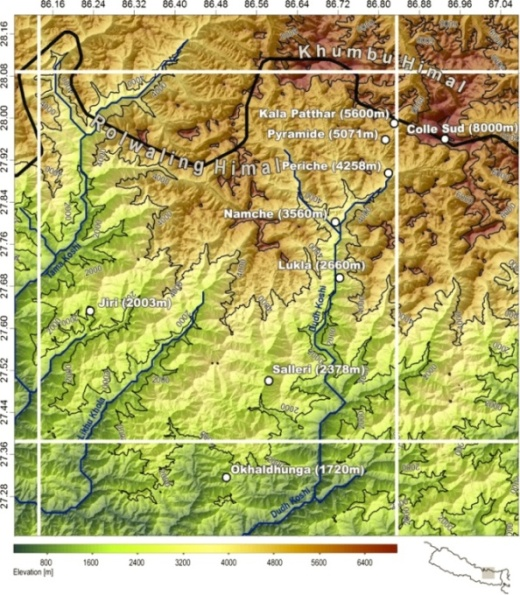 86.16 86.24 86.32 86.40 86.48 86.56 86.64 86.72 86.80 86.88 86.96 87.04
28.16
28.08
28.00
27.92
27.84
27.76
27.68
27.60
27.52
27.44
27.36
27.28
Khumbu Himal
Rolwaling Himal
Kala Patthar (5600m)
Colle Sud (8000m)
Pyramide (5071m)
Periche (4258m)
Namche (3560m)
Lukla (2660m)
Jiri (2003m)
Dudh Koshi
Salleri (2378m)
Okhaldhunga (1720m)
Dudh Koshi
800 1600 2400 3200 4000 4800 5600 6400
Elevation [m]